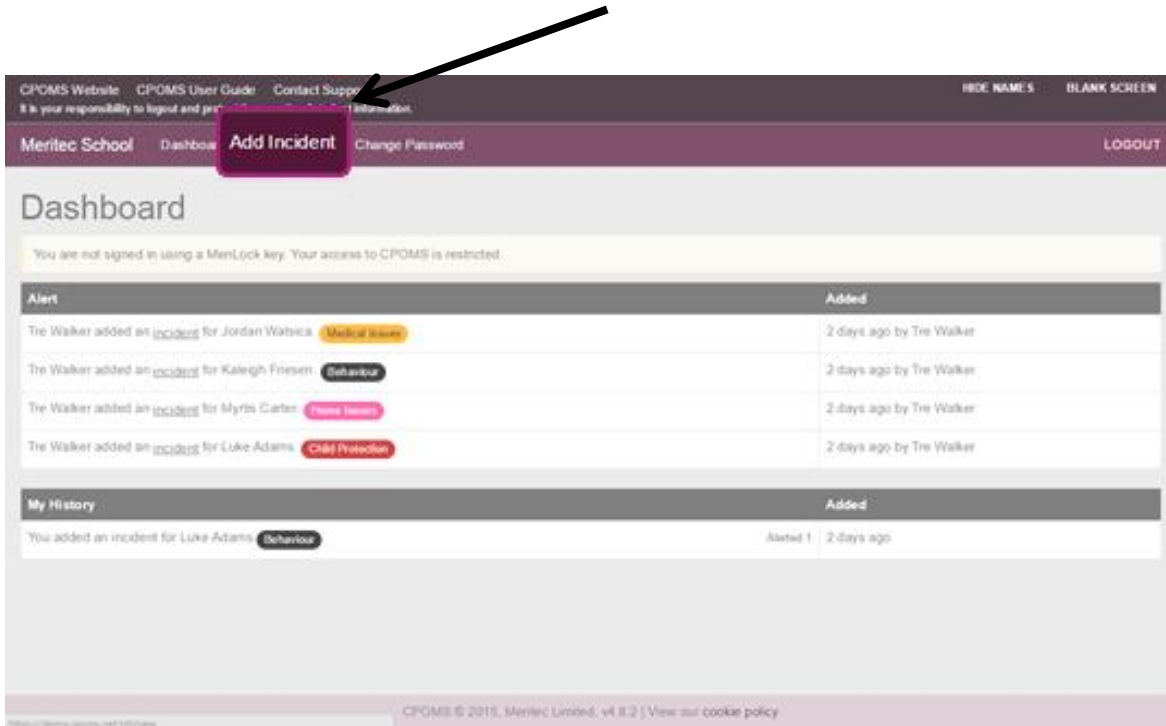 CPOMS Website CPOMS User Guide Contact HIDE NAMES BLANK SCREEN
It is your responsibility to logout and information.
Meritec School Add Incident Change Password LOGOUT
Dashboard
You are not signed in using a MeriLock key. Your access to CPOMS is restricted.
Alert Added
Tre Walker added an incident for Jordan Watsica Medical Issues 2 days ago by Tre Walker
Tre Walker added an incident for Kaleigh Friesen Behaviour 2 days ago by Tre Walker
Tre Walker added an incident for Myrtis Carter Home Issues 2 days ago by Tre Walker
Tre Walker added an incident for Luke Adams Child Protection 2 days ago by Tre Walker
My History Added
You added an incident for Luke Adams Behaviour Alerted 1 2 days ago
CPOMS © 2015, Meritec Limited. v4.8.2 | View our cookie policy